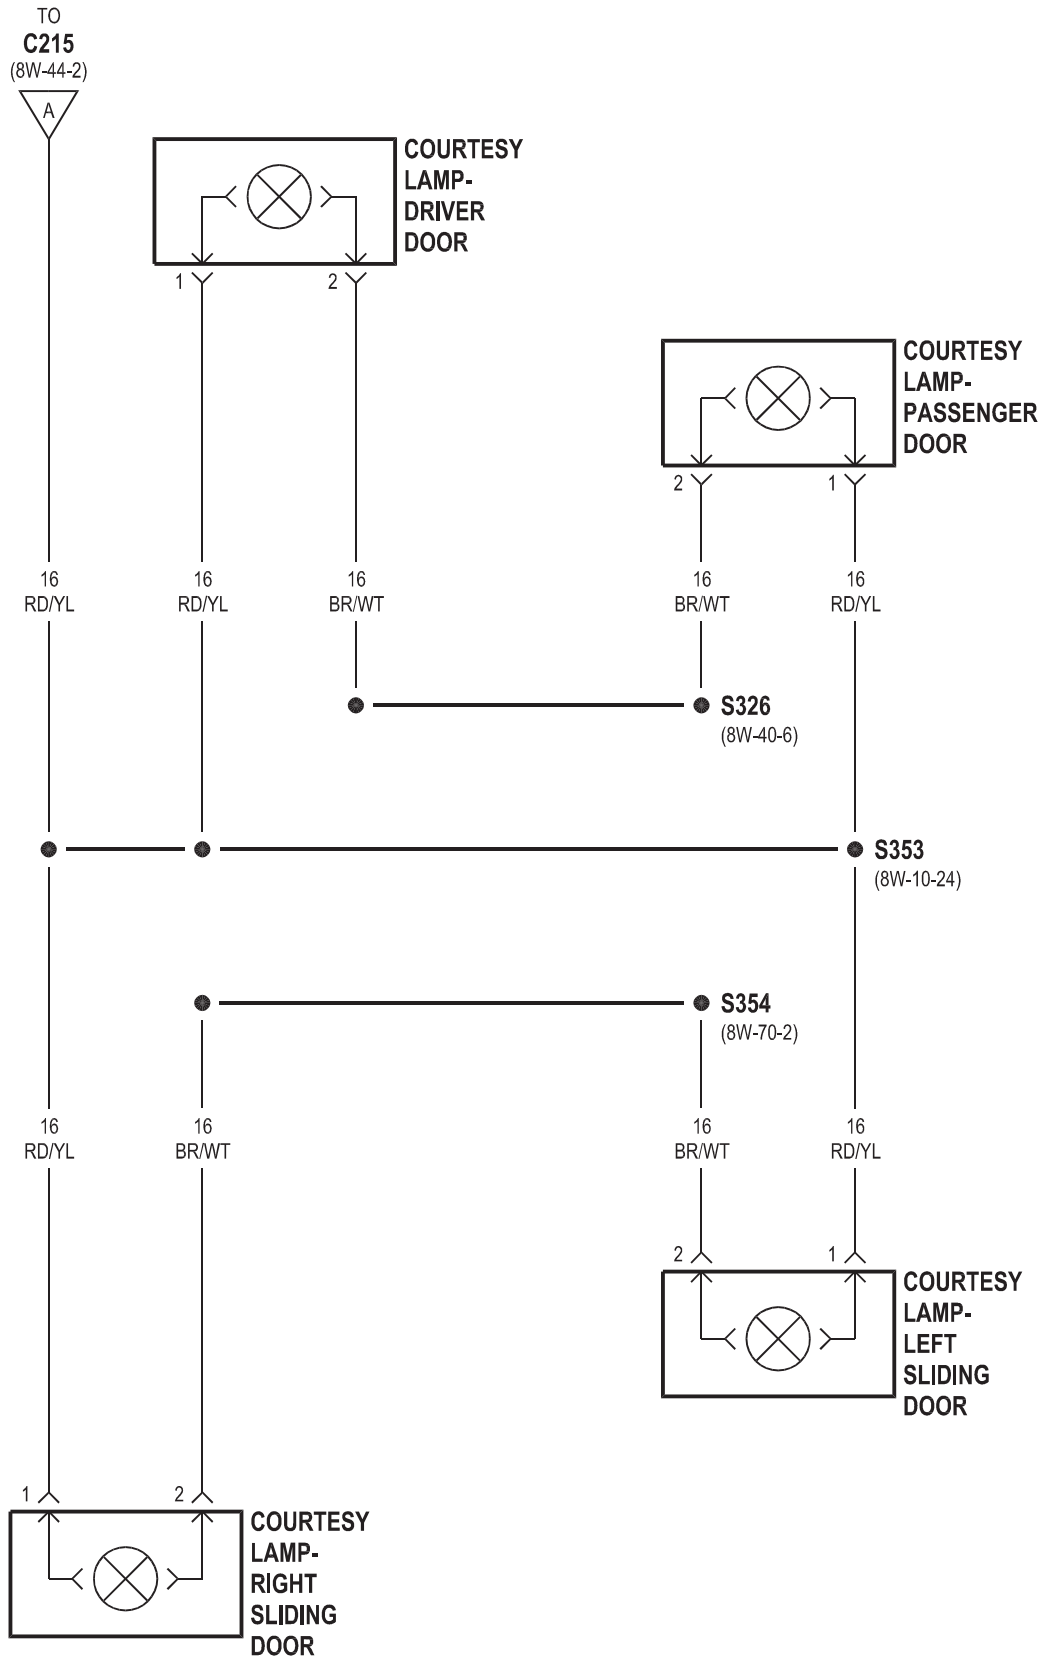 TO
C215
(8W-44-2)
A
COURTESY
LAMP-
DRIVER
DOOR
1
2
COURTESY
LAMP-
PASSENGER
DOOR
2
1
16
RD/YL
16
RD/YL
16
BR/WT
16
BR/WT
16
RD/YL
S326
(8W-40-6)
S353
(8W-10-24)
S354
(8W-70-2)
16
RD/YL
16
BR/WT
16
BR/WT
16
RD/YL
2
1
COURTESY
LAMP-
LEFT
SLIDING
DOOR
1
2
COURTESY
LAMP-
RIGHT
SLIDING
DOOR